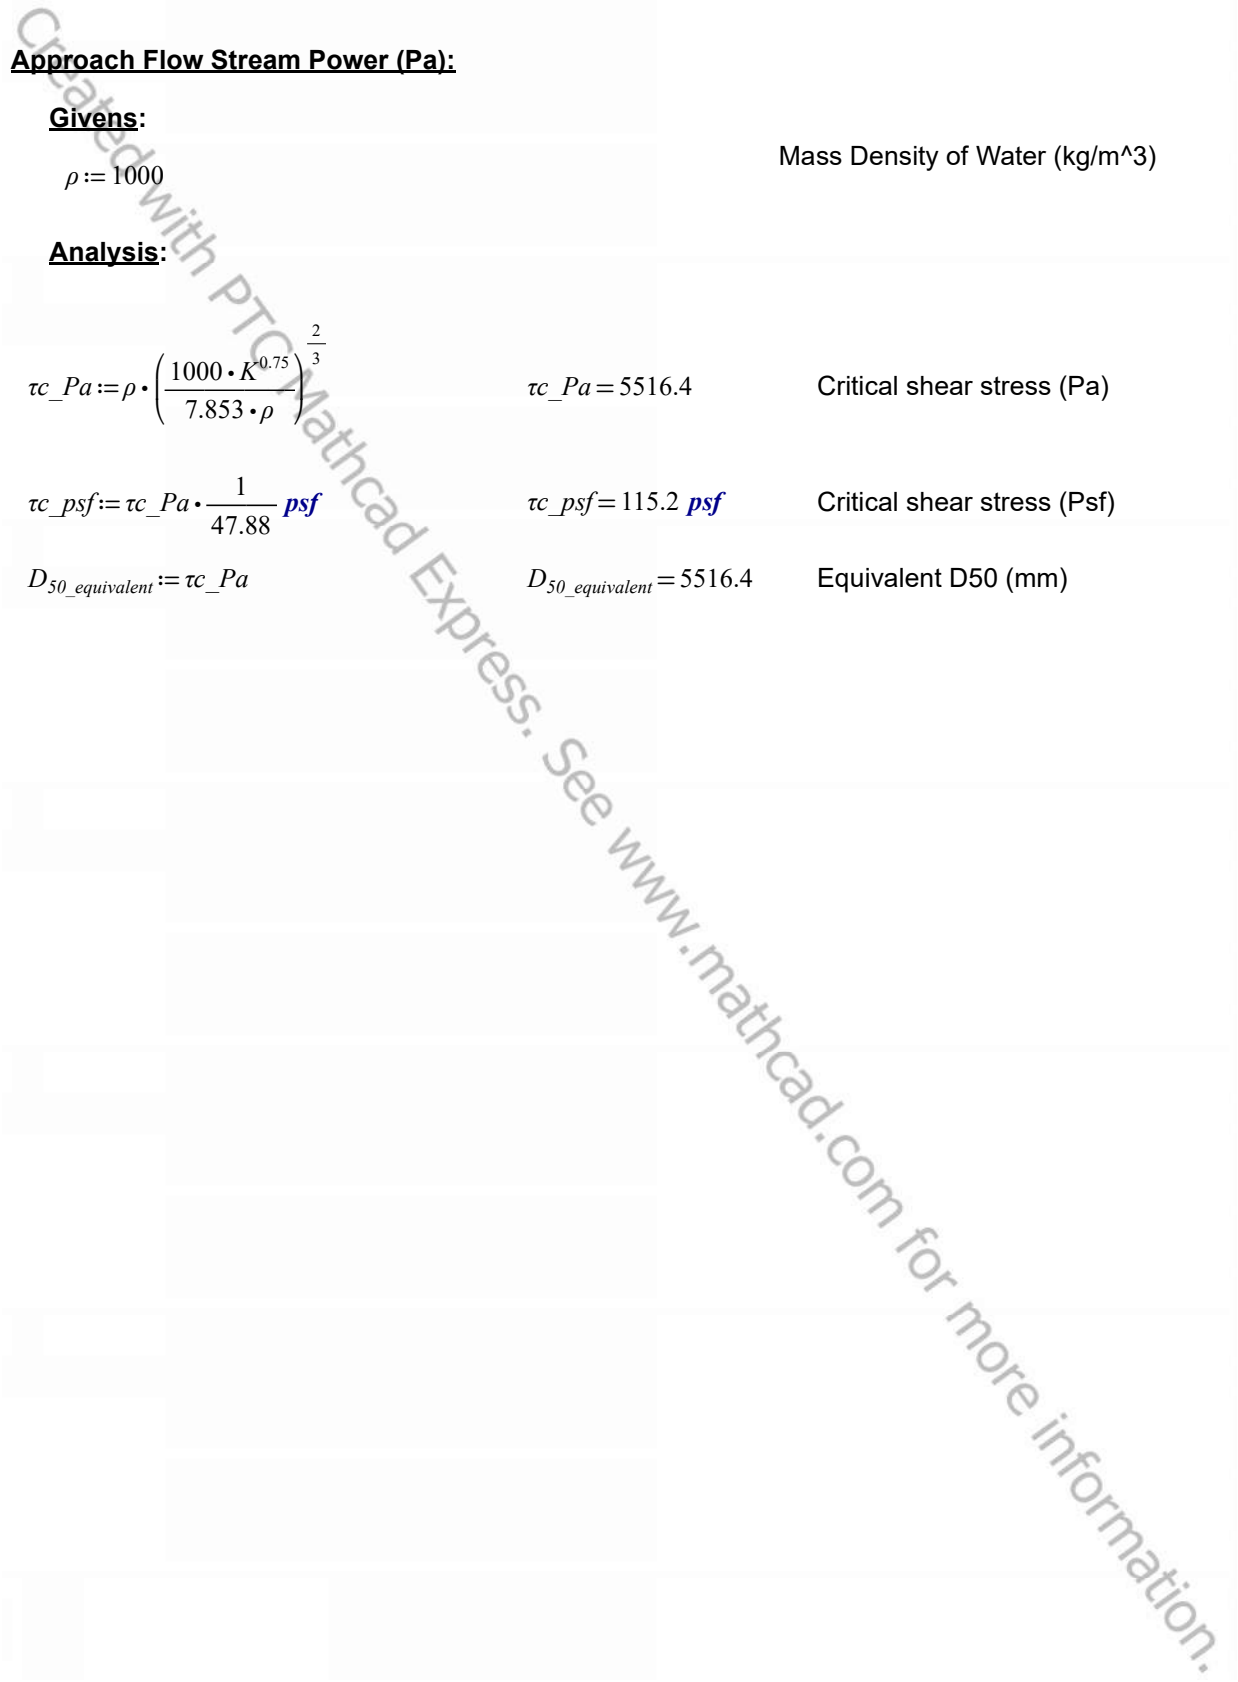 Approach Flow Stream Power (Pa):
Givens:
Mass Density of Water (kg/m^3)
ρ := 1000
Analysis:
τc_Pa := ρ • ( 1000 • K^0.75 / 7.853 • ρ )^(2/3) τc_Pa = 5516.4 Critical shear stress (Pa)
τc_psf := τc_Pa • 1/47.88 psf τc_psf = 115.2 psf Critical shear stress (Psf)
D50_equivalent := τc_Pa D50_equivalent = 5516.4 Equivalent D50 (mm)
Created with PTC Mathcad Express. See www.mathcad.com for more information.